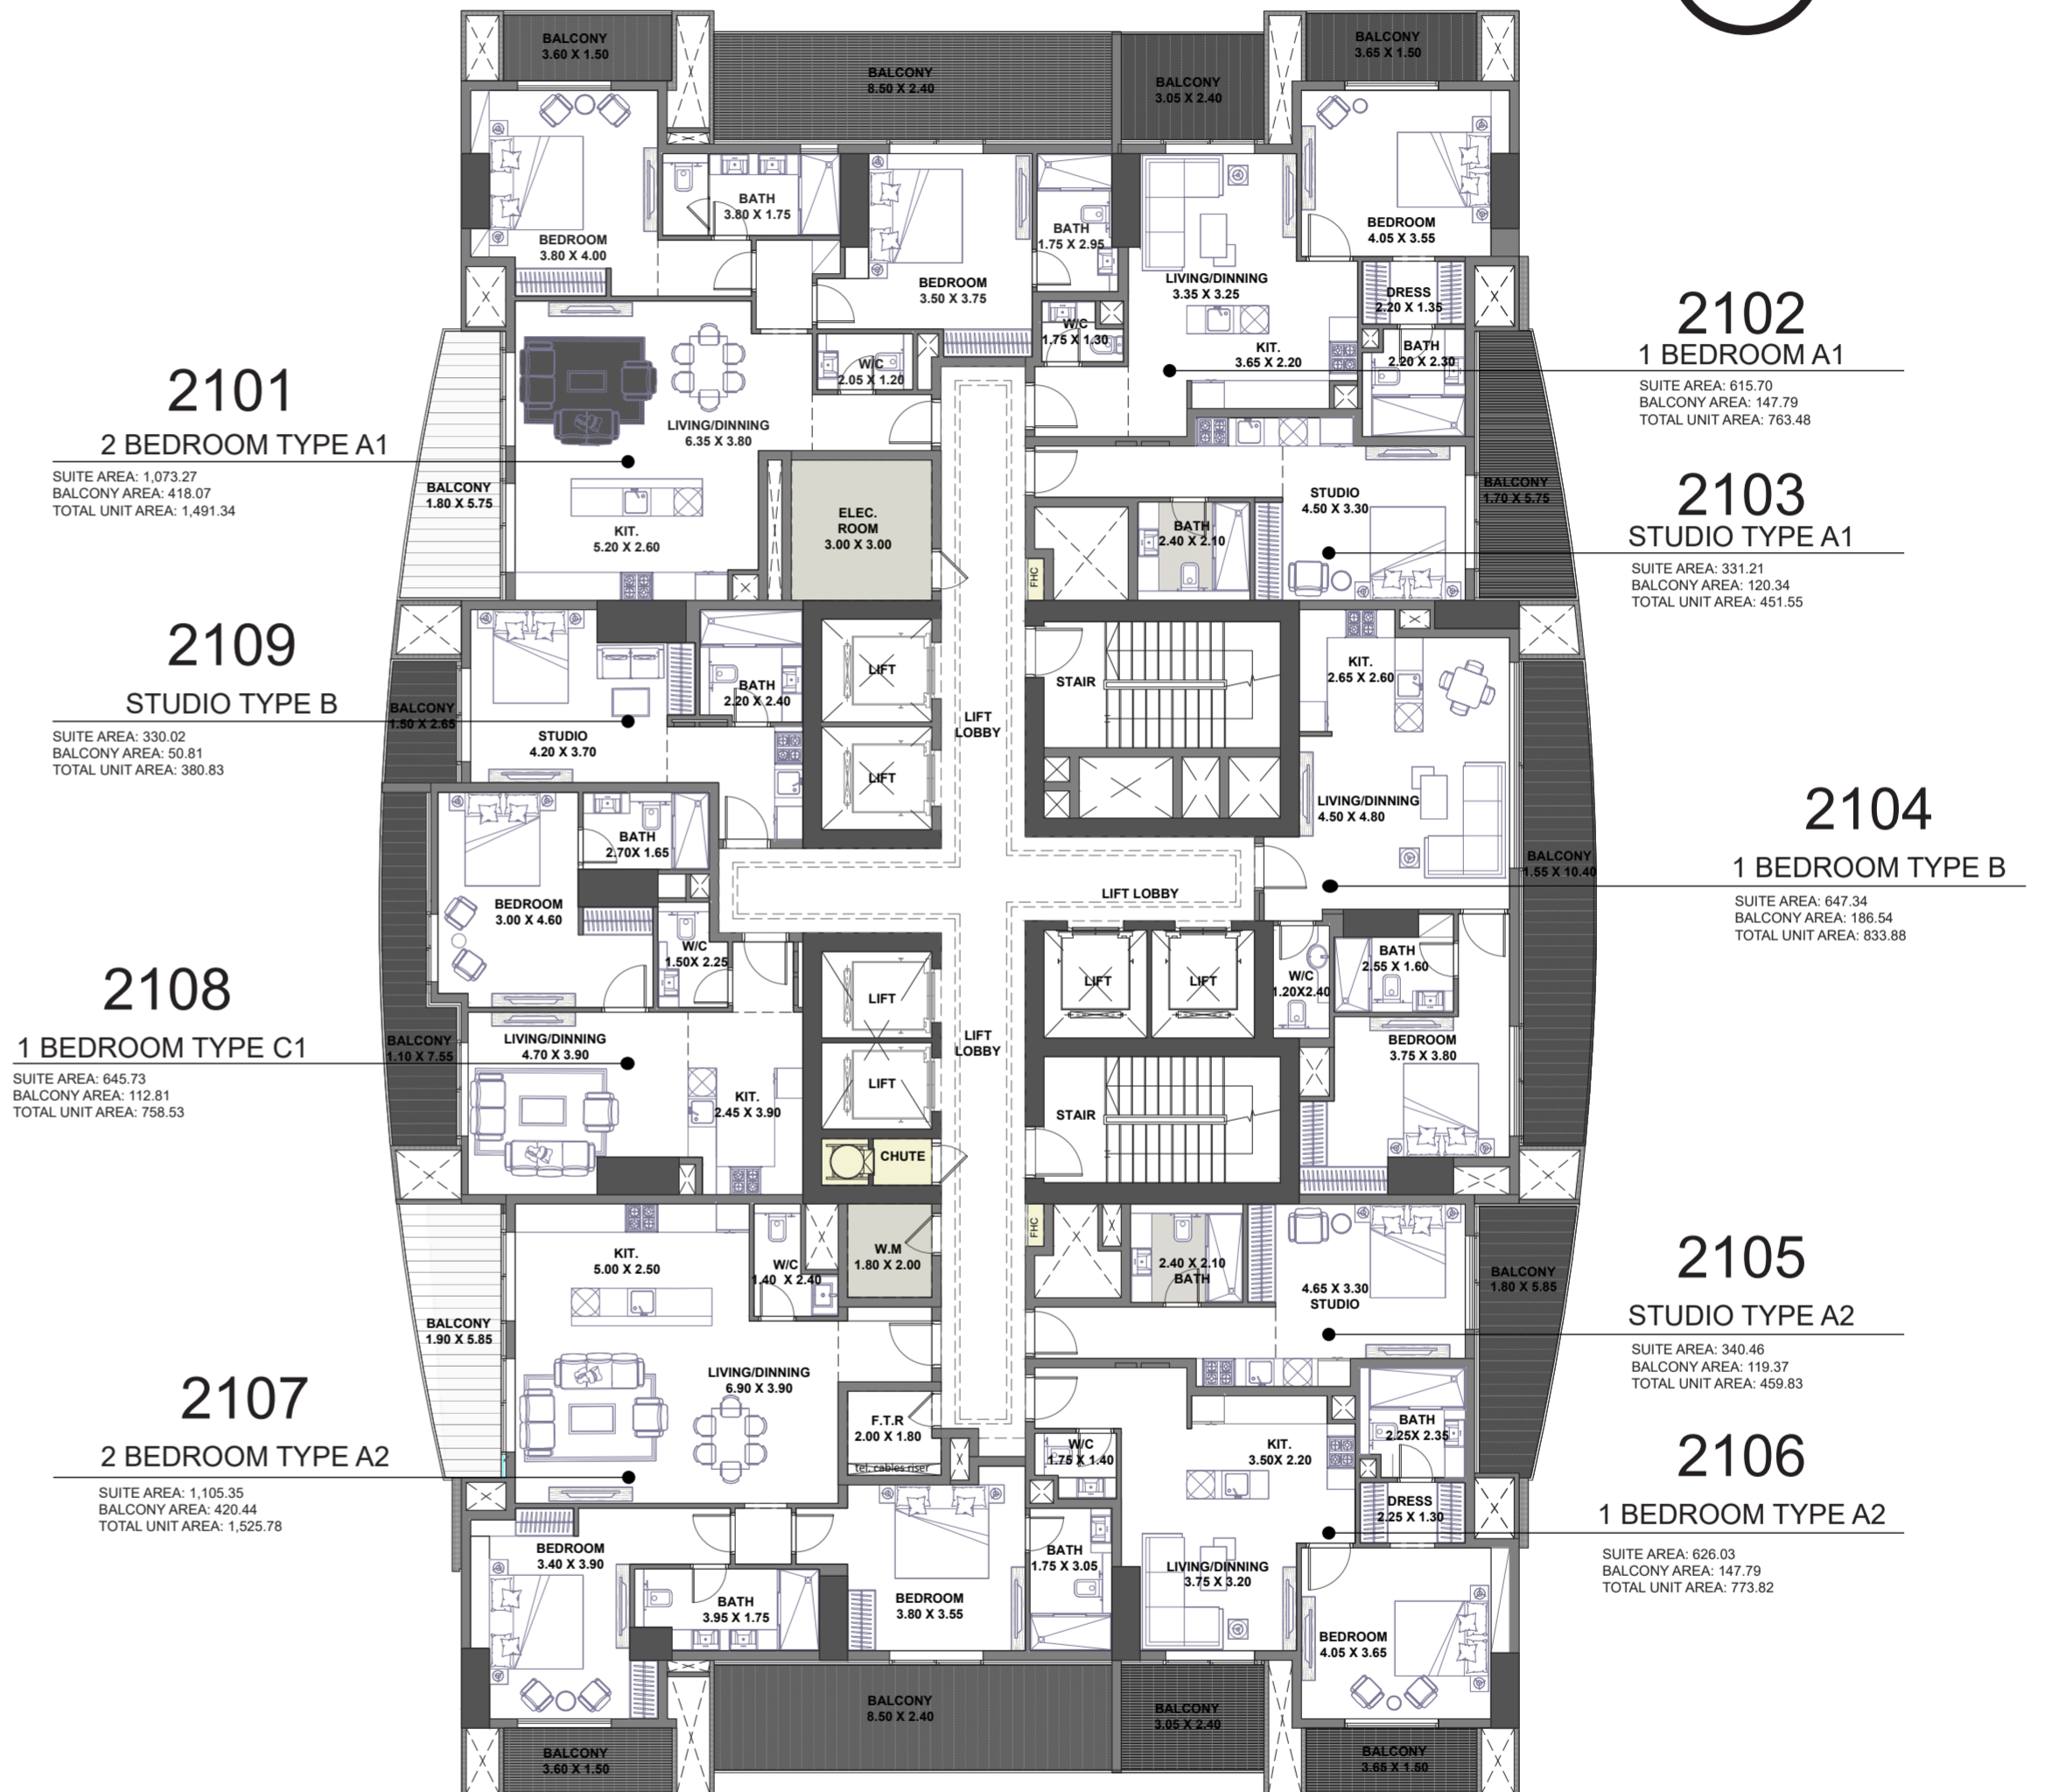 BALCONY
3.60 X 1.50
BALCONY
8.50 X 2.40
BALCONY
3.05 X 2.40
BALCONY
3.65 X 1.50
BEDROOM
3.80 X 4.00
BATH
3.80 X 1.75
BEDROOM
3.50 X 3.75
BATH
1.75 X 2.95
LIVING/DINNING
3.35 X 3.25
BEDROOM
4.05 X 3.55
DRESS
2.20 X 1.35
W/C
1.75 X 1.30
KIT.
3.65 X 2.20
BATH
2.20 X 2.30
W/C
2.05 X 1.20
2102
1 BEDROOM A1
SUITE AREA: 615.70
BALCONY AREA: 147.79
TOTAL UNIT AREA: 763.48
2101
2 BEDROOM TYPE A1
SUITE AREA: 1,073.27
BALCONY AREA: 418.07
TOTAL UNIT AREA: 1,491.34
LIVING/DINNING
6.35 X 3.80
BALCONY
1.80 X 5.75
KIT.
5.20 X 2.60
ELEC.
ROOM
3.00 X 3.00
FHC
BATH
2.40 X 2.10
STUDIO
4.50 X 3.30
BALCONY
1.70 X 5.75
2103
STUDIO TYPE A1
SUITE AREA: 331.21
BALCONY AREA: 120.34
TOTAL UNIT AREA: 451.55
2109
STUDIO TYPE B
SUITE AREA: 330.02
BALCONY AREA: 50.81
TOTAL UNIT AREA: 380.83
BALCONY
1.50 X 2.65
STUDIO
4.20 X 3.70
BATH
2.20 X 2.40
LIFT
LIFT
LIFT
LOBBY
STAIR
KIT.
2.65 X 2.60
LIVING/DINNING
4.50 X 4.80
BALCONY
1.55 X 10.40
2104
1 BEDROOM TYPE B
SUITE AREA: 647.34
BALCONY AREA: 186.54
TOTAL UNIT AREA: 833.88
BATH
2.70X 1.65
BEDROOM
3.00 X 4.60
W/C
1.50X 2.25
LIFT LOBBY
LIFT
LIFT
W/C
1.20X2.40
BATH
2.55 X 1.60
BEDROOM
3.75 X 3.80
2108
1 BEDROOM TYPE C1
SUITE AREA: 645.73
BALCONY AREA: 112.81
TOTAL UNIT AREA: 758.53
BALCONY
1.10 X 7.55
LIVING/DINNING
4.70 X 3.90
KIT.
2.45 X 3.90
LIFT
LIFT
LIFT
LOBBY
STAIR
CHUTE
KIT.
5.00 X 2.50
W/C
1.40 X 2.40
W.M
1.80 X 2.00
FHC
2.40 X 2.10
BATH
4.65 X 3.30
STUDIO
BALCONY
1.80 X 5.85
2105
STUDIO TYPE A2
SUITE AREA: 340.46
BALCONY AREA: 119.37
TOTAL UNIT AREA: 459.83
BALCONY
1.90 X 5.85
LIVING/DINNING
6.90 X 3.90
F.T.R
2.00 X 1.80
tel. cables riser
2107
2 BEDROOM TYPE A2
SUITE AREA: 1,105.35
BALCONY AREA: 420.44
TOTAL UNIT AREA: 1,525.78
W/C
1.75 X 1.40
KIT.
3.50X 2.20
BATH
2.25X 2.35
DRESS
2.25 X 1.30
2106
1 BEDROOM TYPE A2
SUITE AREA: 626.03
BALCONY AREA: 147.79
TOTAL UNIT AREA: 773.82
BEDROOM
3.40 X 3.90
BATH
3.95 X 1.75
BEDROOM
3.80 X 3.55
BATH
1.75 X 3.05
LIVING/DINNING
3.75 X 3.20
BEDROOM
4.05 X 3.65
BALCONY
8.50 X 2.40
BALCONY
3.05 X 2.40
BALCONY
3.60 X 1.50
BALCONY
3.65 X 1.50